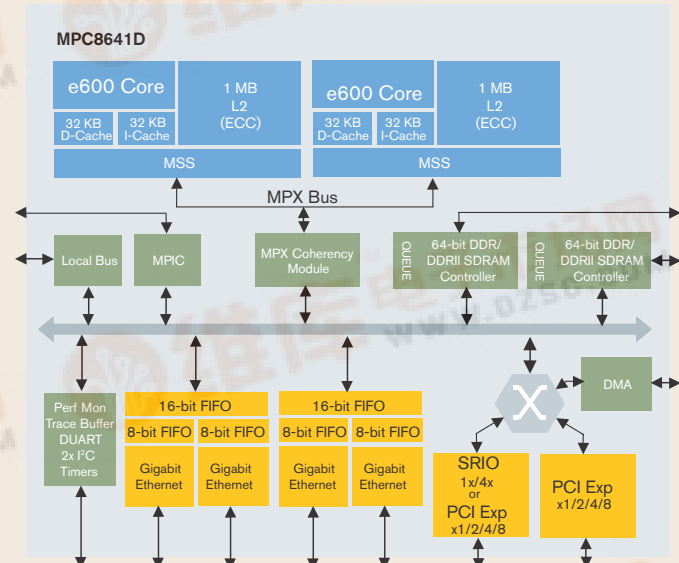 MPC8641D
e600 Core
32 KB
D-Cache
32 KB
I-Cache
1 MB
L2
(ECC)
MSS
e600 Core
32 KB
D-Cache
32 KB
I-Cache
1 MB
L2
(ECC)
MSS
MPX Bus
Local Bus
MPIC
MPX Coherency
Module
QUEUE
64-bit DDR/
DDRII SDRAM
Controller
QUEUE
64-bit DDR/
DDRII SDRAM
Controller
Perf Mon
Trace Buffer
DUART
2x I²C
Timers
16-bit FIFO
8-bit FIFO
8-bit FIFO
Gigabit
Ethernet
Gigabit
Ethernet
16-bit FIFO
8-bit FIFO
8-bit FIFO
Gigabit
Ethernet
Gigabit
Ethernet
DMA
SRIO
1x/4x
or
PCI Exp
x1/2/4/8
PCI Exp
x1/2/4/8